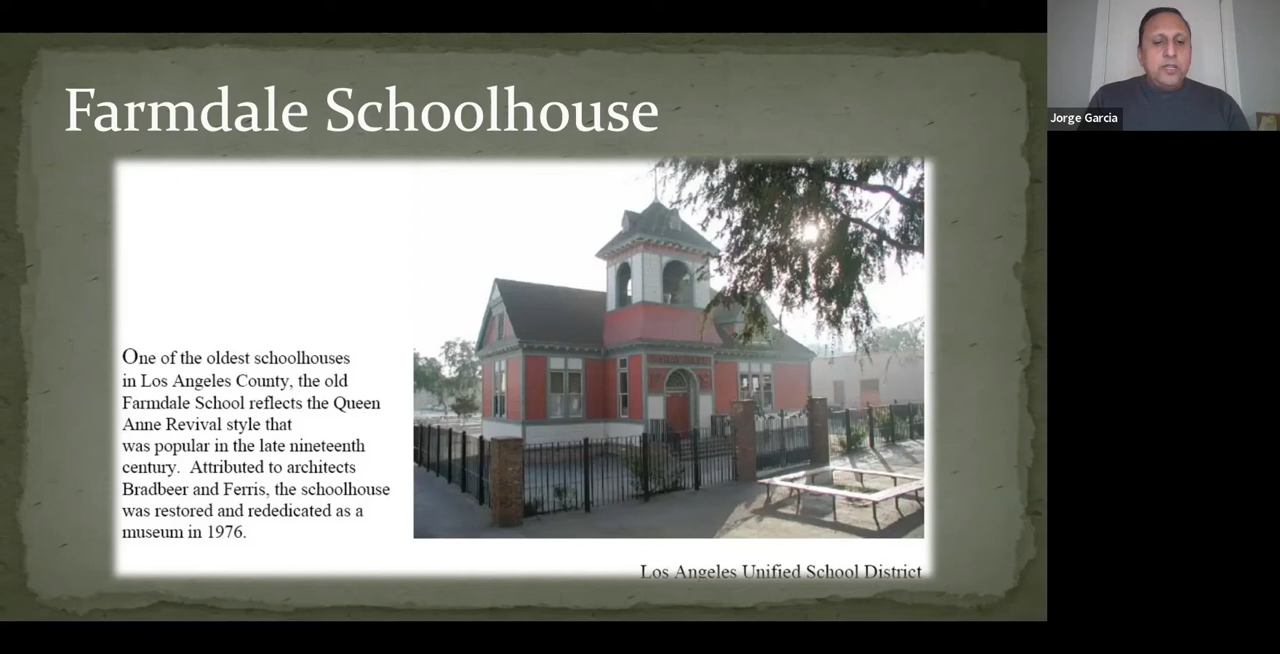 Farmdale Schoolhouse
Jorge Garcia
One of the oldest schoolhouses
in Los Angeles County, the old
Farmdale School reflects the Queen
Anne Revival style that
was popular in the late nineteenth
century.  Attributed to architects
Bradbeer and Ferris, the schoolhouse
was restored and rededicated as a
museum in 1976.
Los Angeles Unified School District